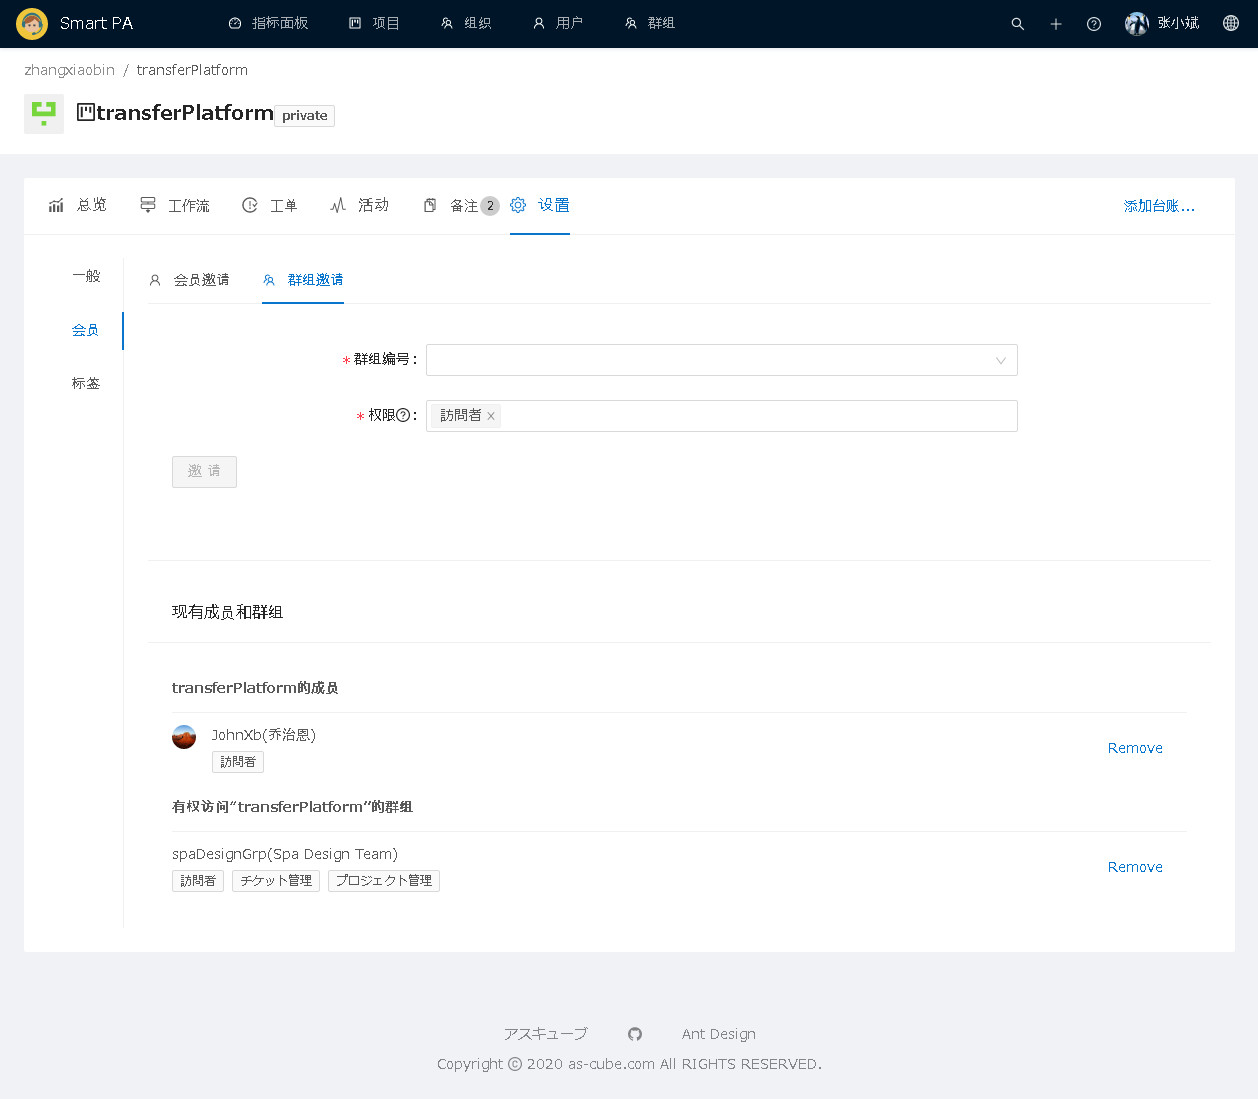 Smart PA 指标面板 项目 组织 用户 群组 张小斌
zhangxiaobin / transferPlatform
transferPlatform private
总览 工作流 工单 活动 备注 2 设置 添加台账...
一般
会员
标签
会员邀请 群组邀请
* 群组编号 :
* 权限 : 訪問者 ×
邀 请
现有成员和群组
transferPlatform的成员
JohnXb(乔治恩)
訪問者
Remove
有权访问“transferPlatform”的群组
spaDesignGrp(Spa Design Team)
訪問者 チケット管理 プロジェクト管理
Remove
アスキューブ Ant Design
Copyright © 2020 as-cube.com All RIGHTS RESERVED.